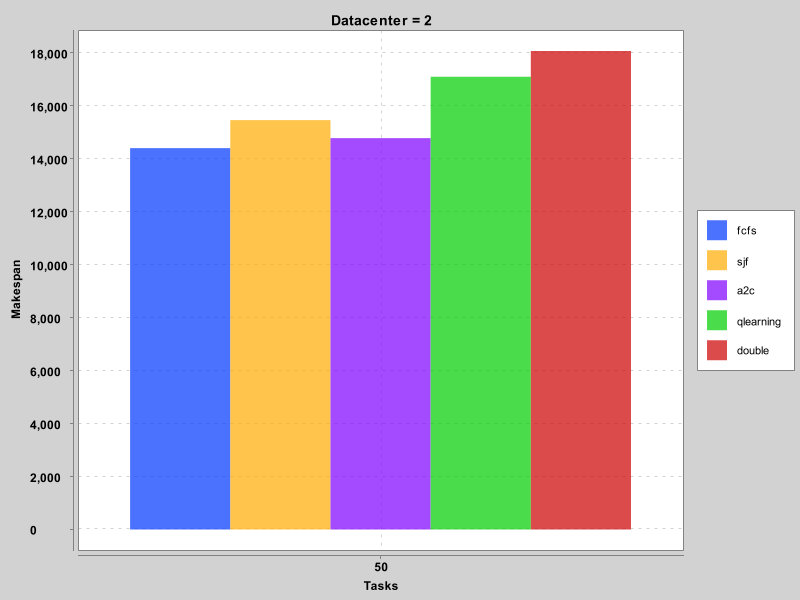 Datacenter = 2
Makespan
18,000
16,000
14,000
12,000
10,000
8,000
6,000
4,000
2,000
0
50
Tasks
fcfs
sjf
a2c
qlearning
double